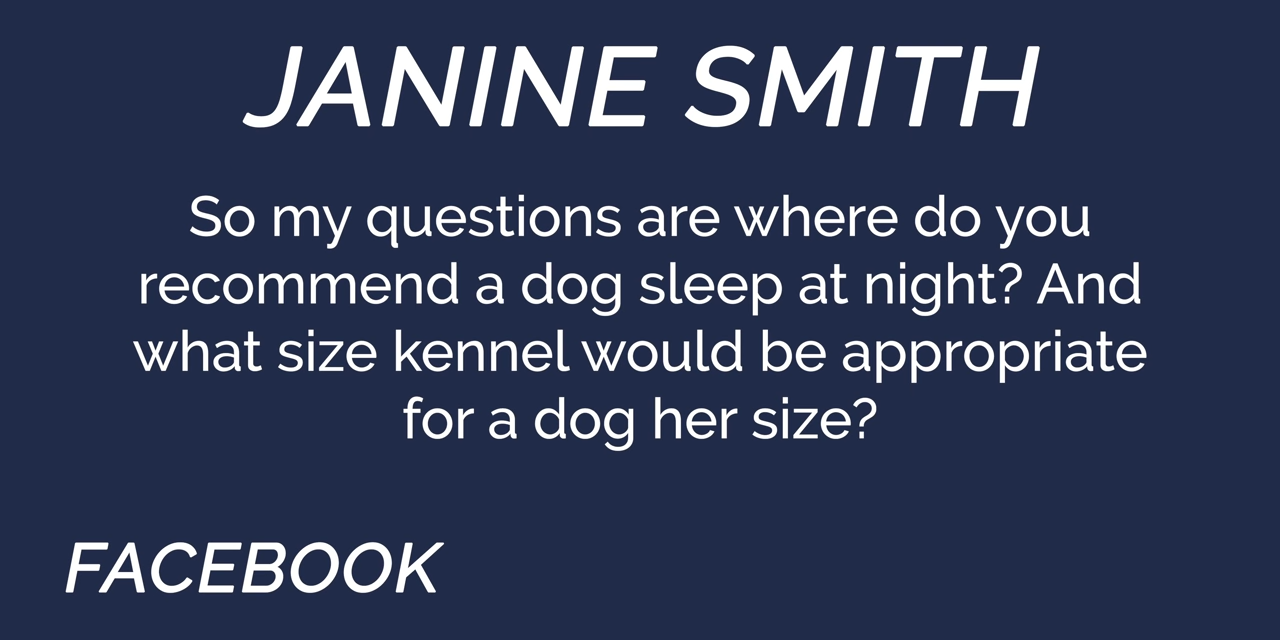 JANINE SMITH
So my questions are where do you
recommend a dog sleep at night? And
what size kennel would be appropriate
for a dog her size?
FACEBOOK